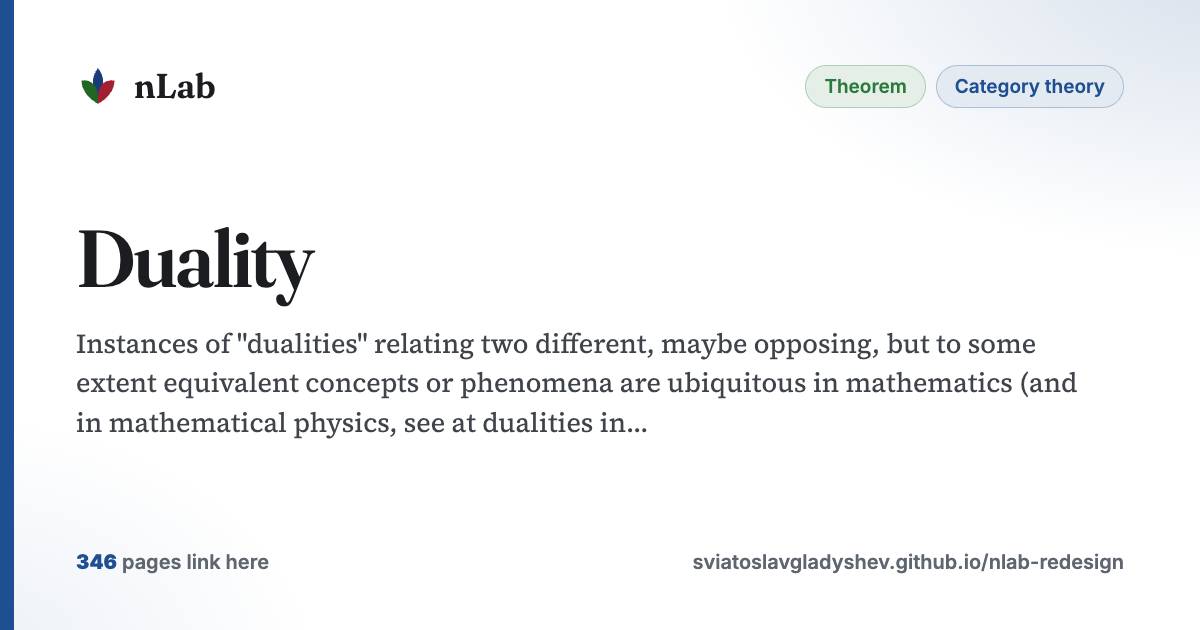 nLab
Theorem
Category theory
Duality
Instances of "dualities" relating two different, maybe opposing, but to some
extent equivalent concepts or phenomena are ubiquitous in mathematics (and
in mathematical physics, see at dualities in...
346 pages link here
sviatoslavgladyshev.github.io/nlab-redesign